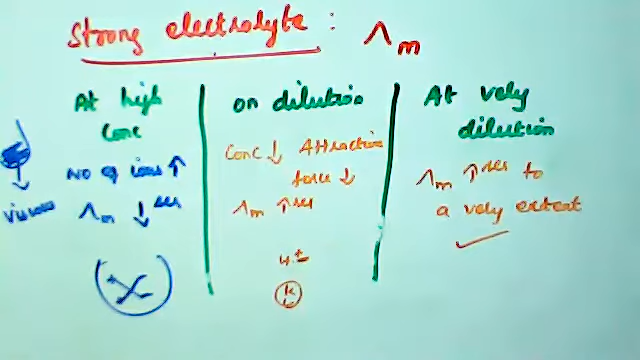 Strong electrolyte : Λm
At high
Conc
No of ions ↑
Λm ↓ ses
on dilution
Conc ↓ Attraction
force ↓
Λm ↑ ses
At very
dilution
Λm ↑ ses to
a very extent